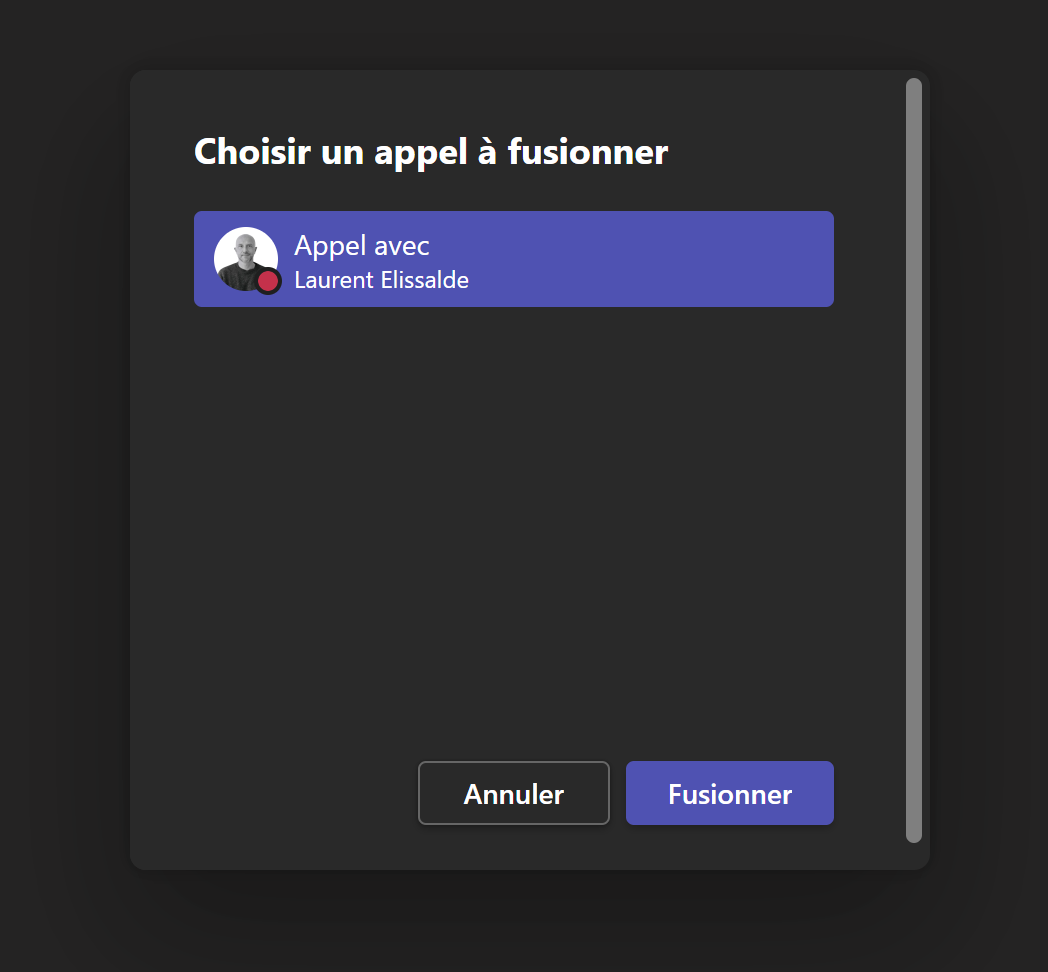 Choisir un appel à fusionner
Appel avec
Laurent Elissalde
Annuler
Fusionner